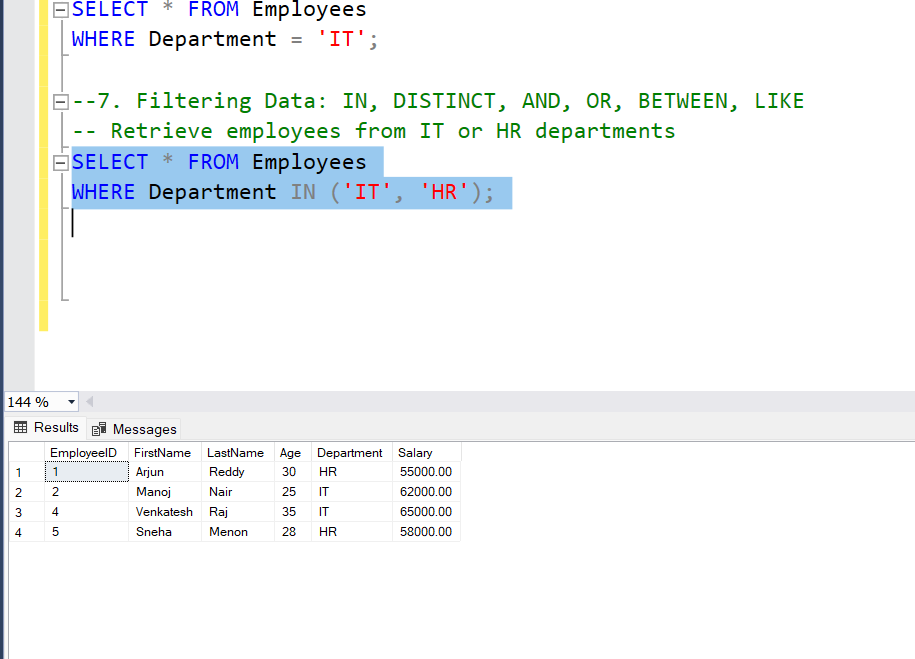 SELECT * FROM Employees
WHERE Department = 'IT';
--7. Filtering Data: IN, DISTINCT, AND, OR, BETWEEN, LIKE
-- Retrieve employees from IT or HR departments
SELECT * FROM Employees
WHERE Department IN ('IT', 'HR');
144 %
Results Messages
EmployeeID FirstName LastName Age Department Salary
1 1 Arjun Reddy 30 HR 55000.00
2 2 Manoj Nair 25 IT 62000.00
3 4 Venkatesh Raj 35 IT 65000.00
4 5 Sneha Menon 28 HR 58000.00